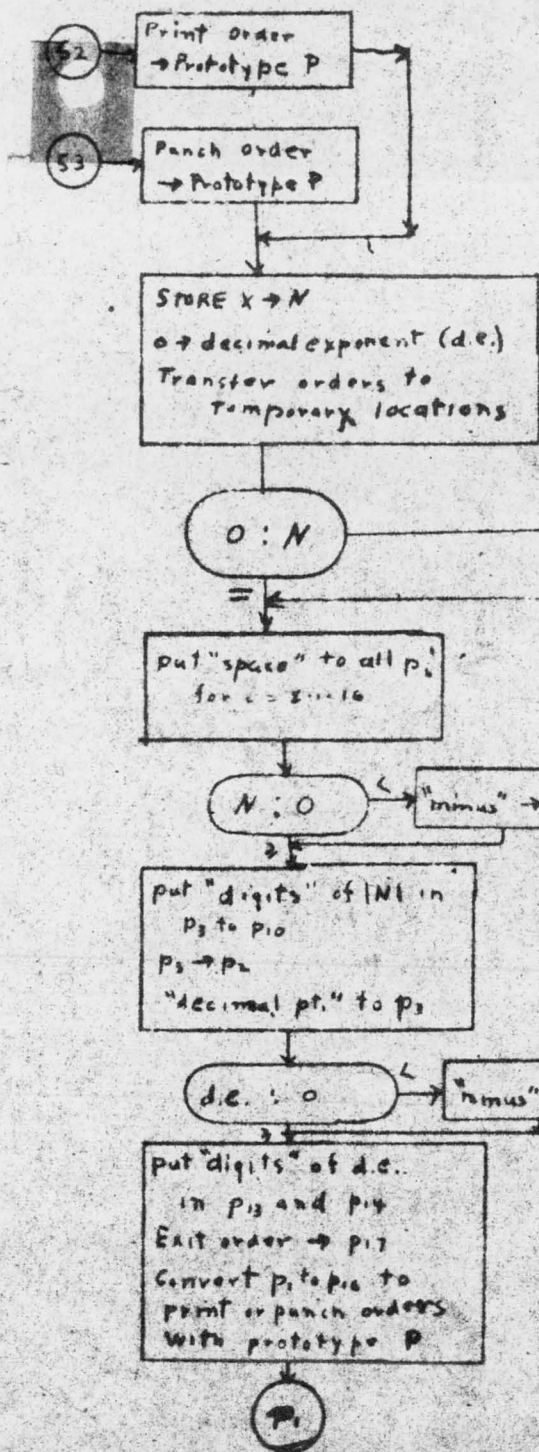 52
Print order
→Prototype P
53
Punch order
→Prototype P
STORE X → N
0 → decimal exponent (d.e.)
Transfer orders to
Temporary locations
0 : N
=
put "space" to all pi
for i = 1...16
N : 0
<
"minus" →
≥
put "digits" of |N| in
p3 to p10
p3 → p2
"decimal pt." to p3
d.e. : 0
<
"minus"
≥
put "digits" of d.e.
in p13 and p14
Exit order → p17
Convert p1 to p16 to
print or punch orders
with prototype P
P1